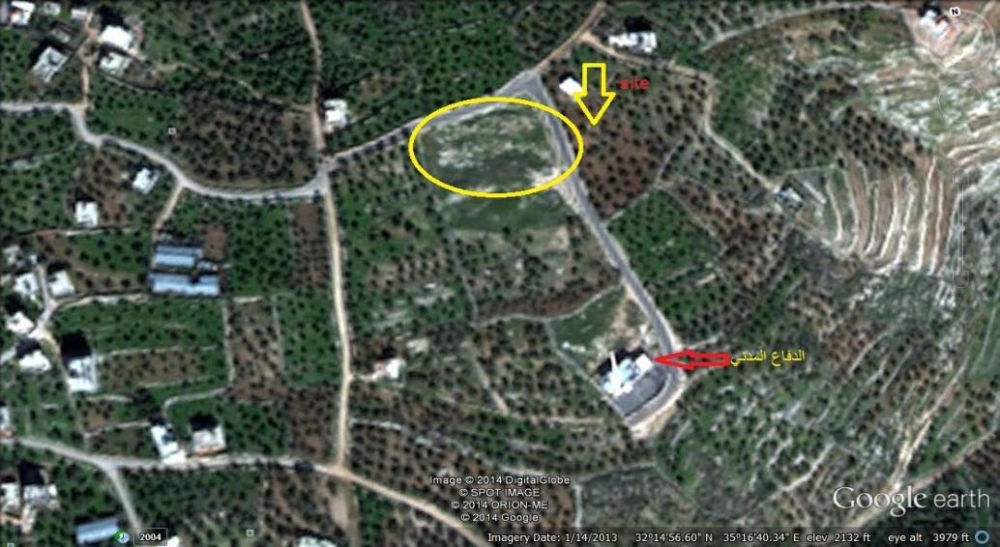 N
site
الدفاع المدني
Image © 2014 DigitalGlobe
© SPOT IMAGE
© 2014 ORION-ME
© 2014 Google
Google earth
2004
Imagery Date: 1/14/2013 32°14'56.60" N 35°16'40.34" E elev 2132 ft eye alt 3979 ft